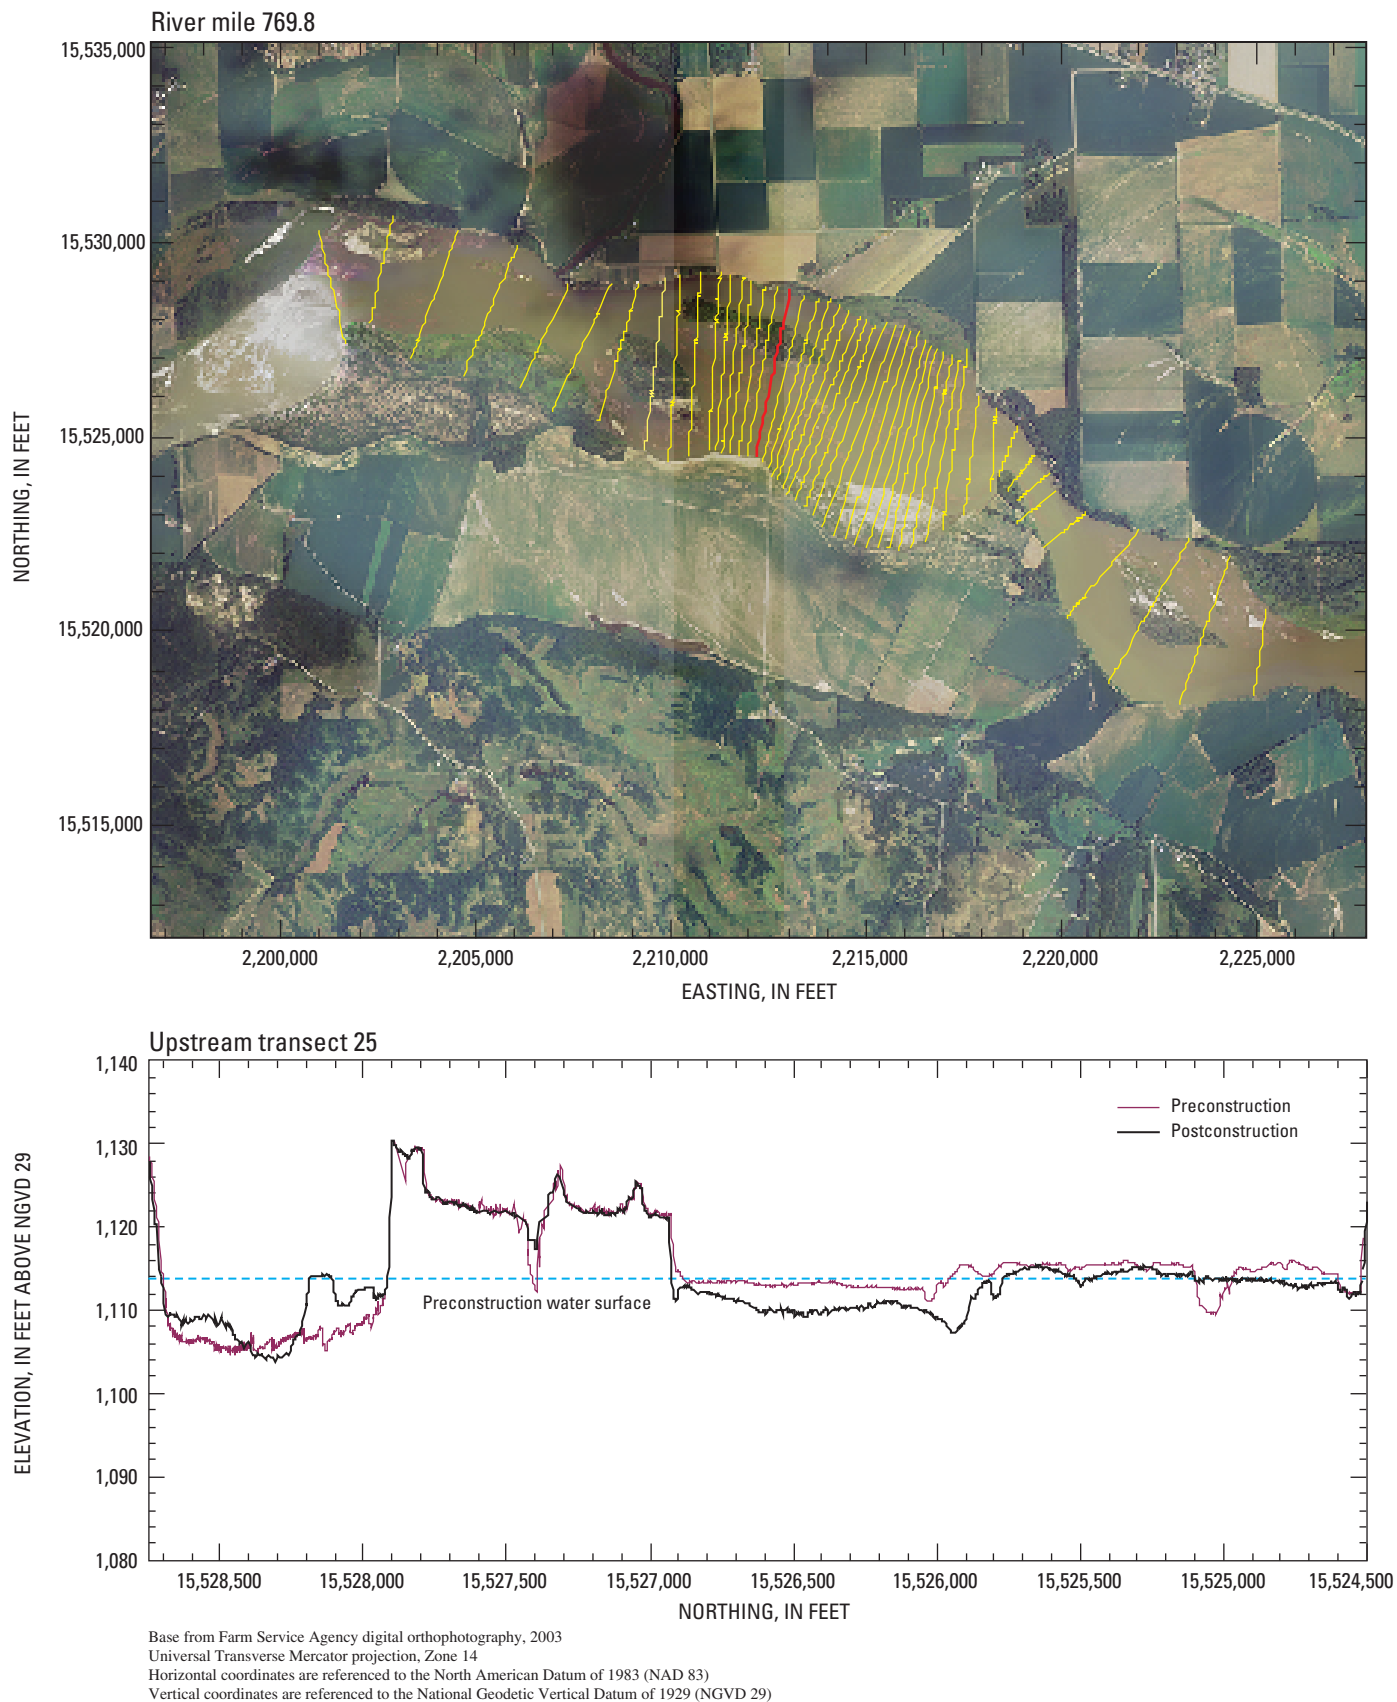 River mile 769.8
15,535,000
15,530,000
15,525,000
15,520,000
15,515,000
NORTHING, IN FEET
2,200,000 2,205,000 2,210,000 2,215,000 2,220,000 2,225,000
EASTING, IN FEET
Upstream transect 25
1,140
1,130
1,120
1,110
1,100
1,090
1,080
ELEVATION, IN FEET ABOVE NGVD 29
Preconstruction
Postconstruction
Preconstruction water surface
15,528,500 15,528,000 15,527,500 15,527,000 15,526,500 15,526,000 15,525,500 15,525,000 15,524,500
NORTHING, IN FEET
Base from Farm Service Agency digital orthophotography, 2003
Universal Transverse Mercator projection, Zone 14
Horizontal coordinates are referenced to the North American Datum of 1983 (NAD 83)
Vertical coordinates are referenced to the National Geodetic Vertical Datum of 1929 (NGVD 29)